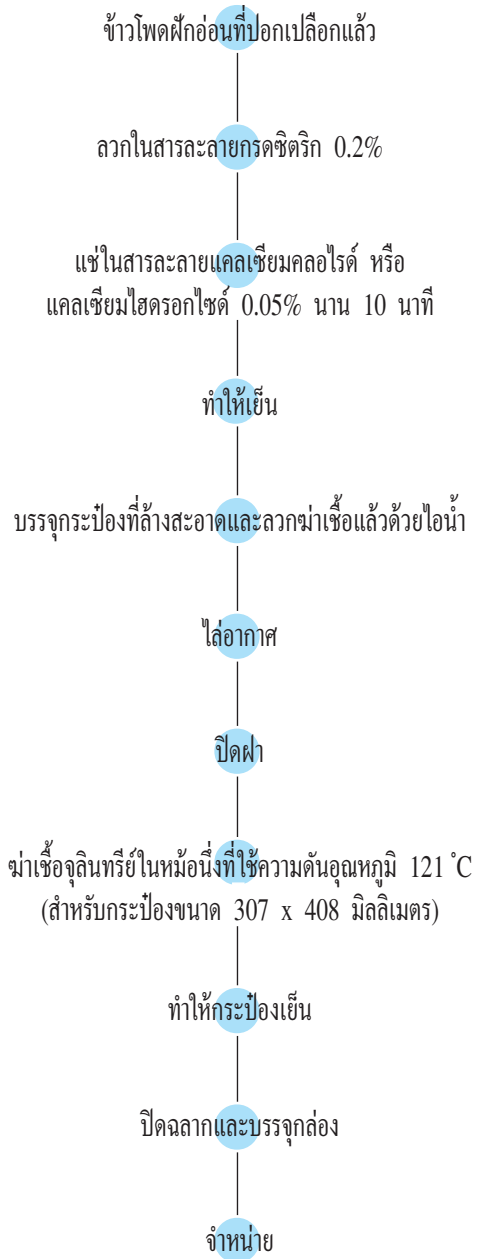 ข้าวโพดฝักอ่อนที่ปอกเปลือกแล้ว
ลวกในสารละลายกรดซิตริก 0.2%
แช่ในสารละลายแคลเซียมคลอไรด์ หรือ
แคลเซียมไฮดรอกไซด์ 0.05% นาน 10 นาที
ทำให้เย็น
บรรจุกระป๋องที่ล้างสะอาดและลวกฆ่าเชื้อแล้วด้วยไอน้ำ
ไล่อากาศ
ปิดฝา
ฆ่าเชื้อจุลินทรีย์ในหม้อนึ่งที่ใช้ความดันอุณหภูมิ 121 ˚C
(สำหรับกระป๋องขนาด 307 x 408 มิลลิเมตร)
ทำให้กระป๋องเย็น
ปิดฉลากและบรรจุกล่อง
จำหน่าย